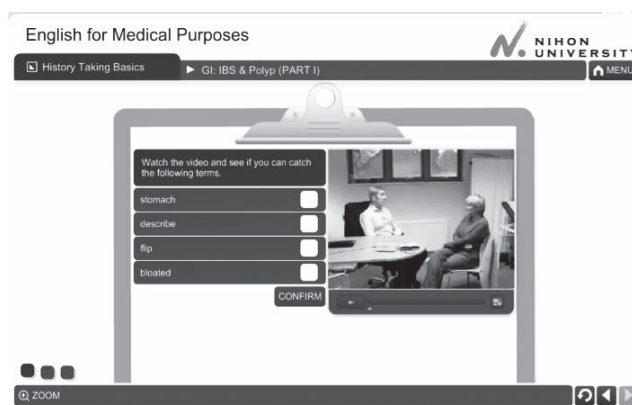 English for Medical Purposes
NIHON
UNIVERSITY
History Taking Basics
GI: IBS & Polyp (PART I)
MENU
Watch the video and see if you can catch
the following terms.
stomach
describe
flip
bloated
CONFIRM
ZOOM